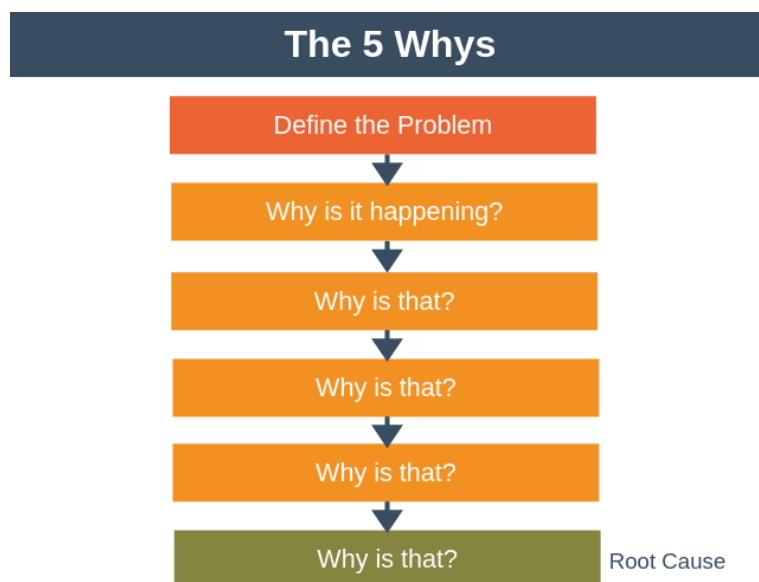 The 5 Whys
Define the Problem
Why is it happening?
Why is that?
Why is that?
Why is that?
Why is that?
Root Cause